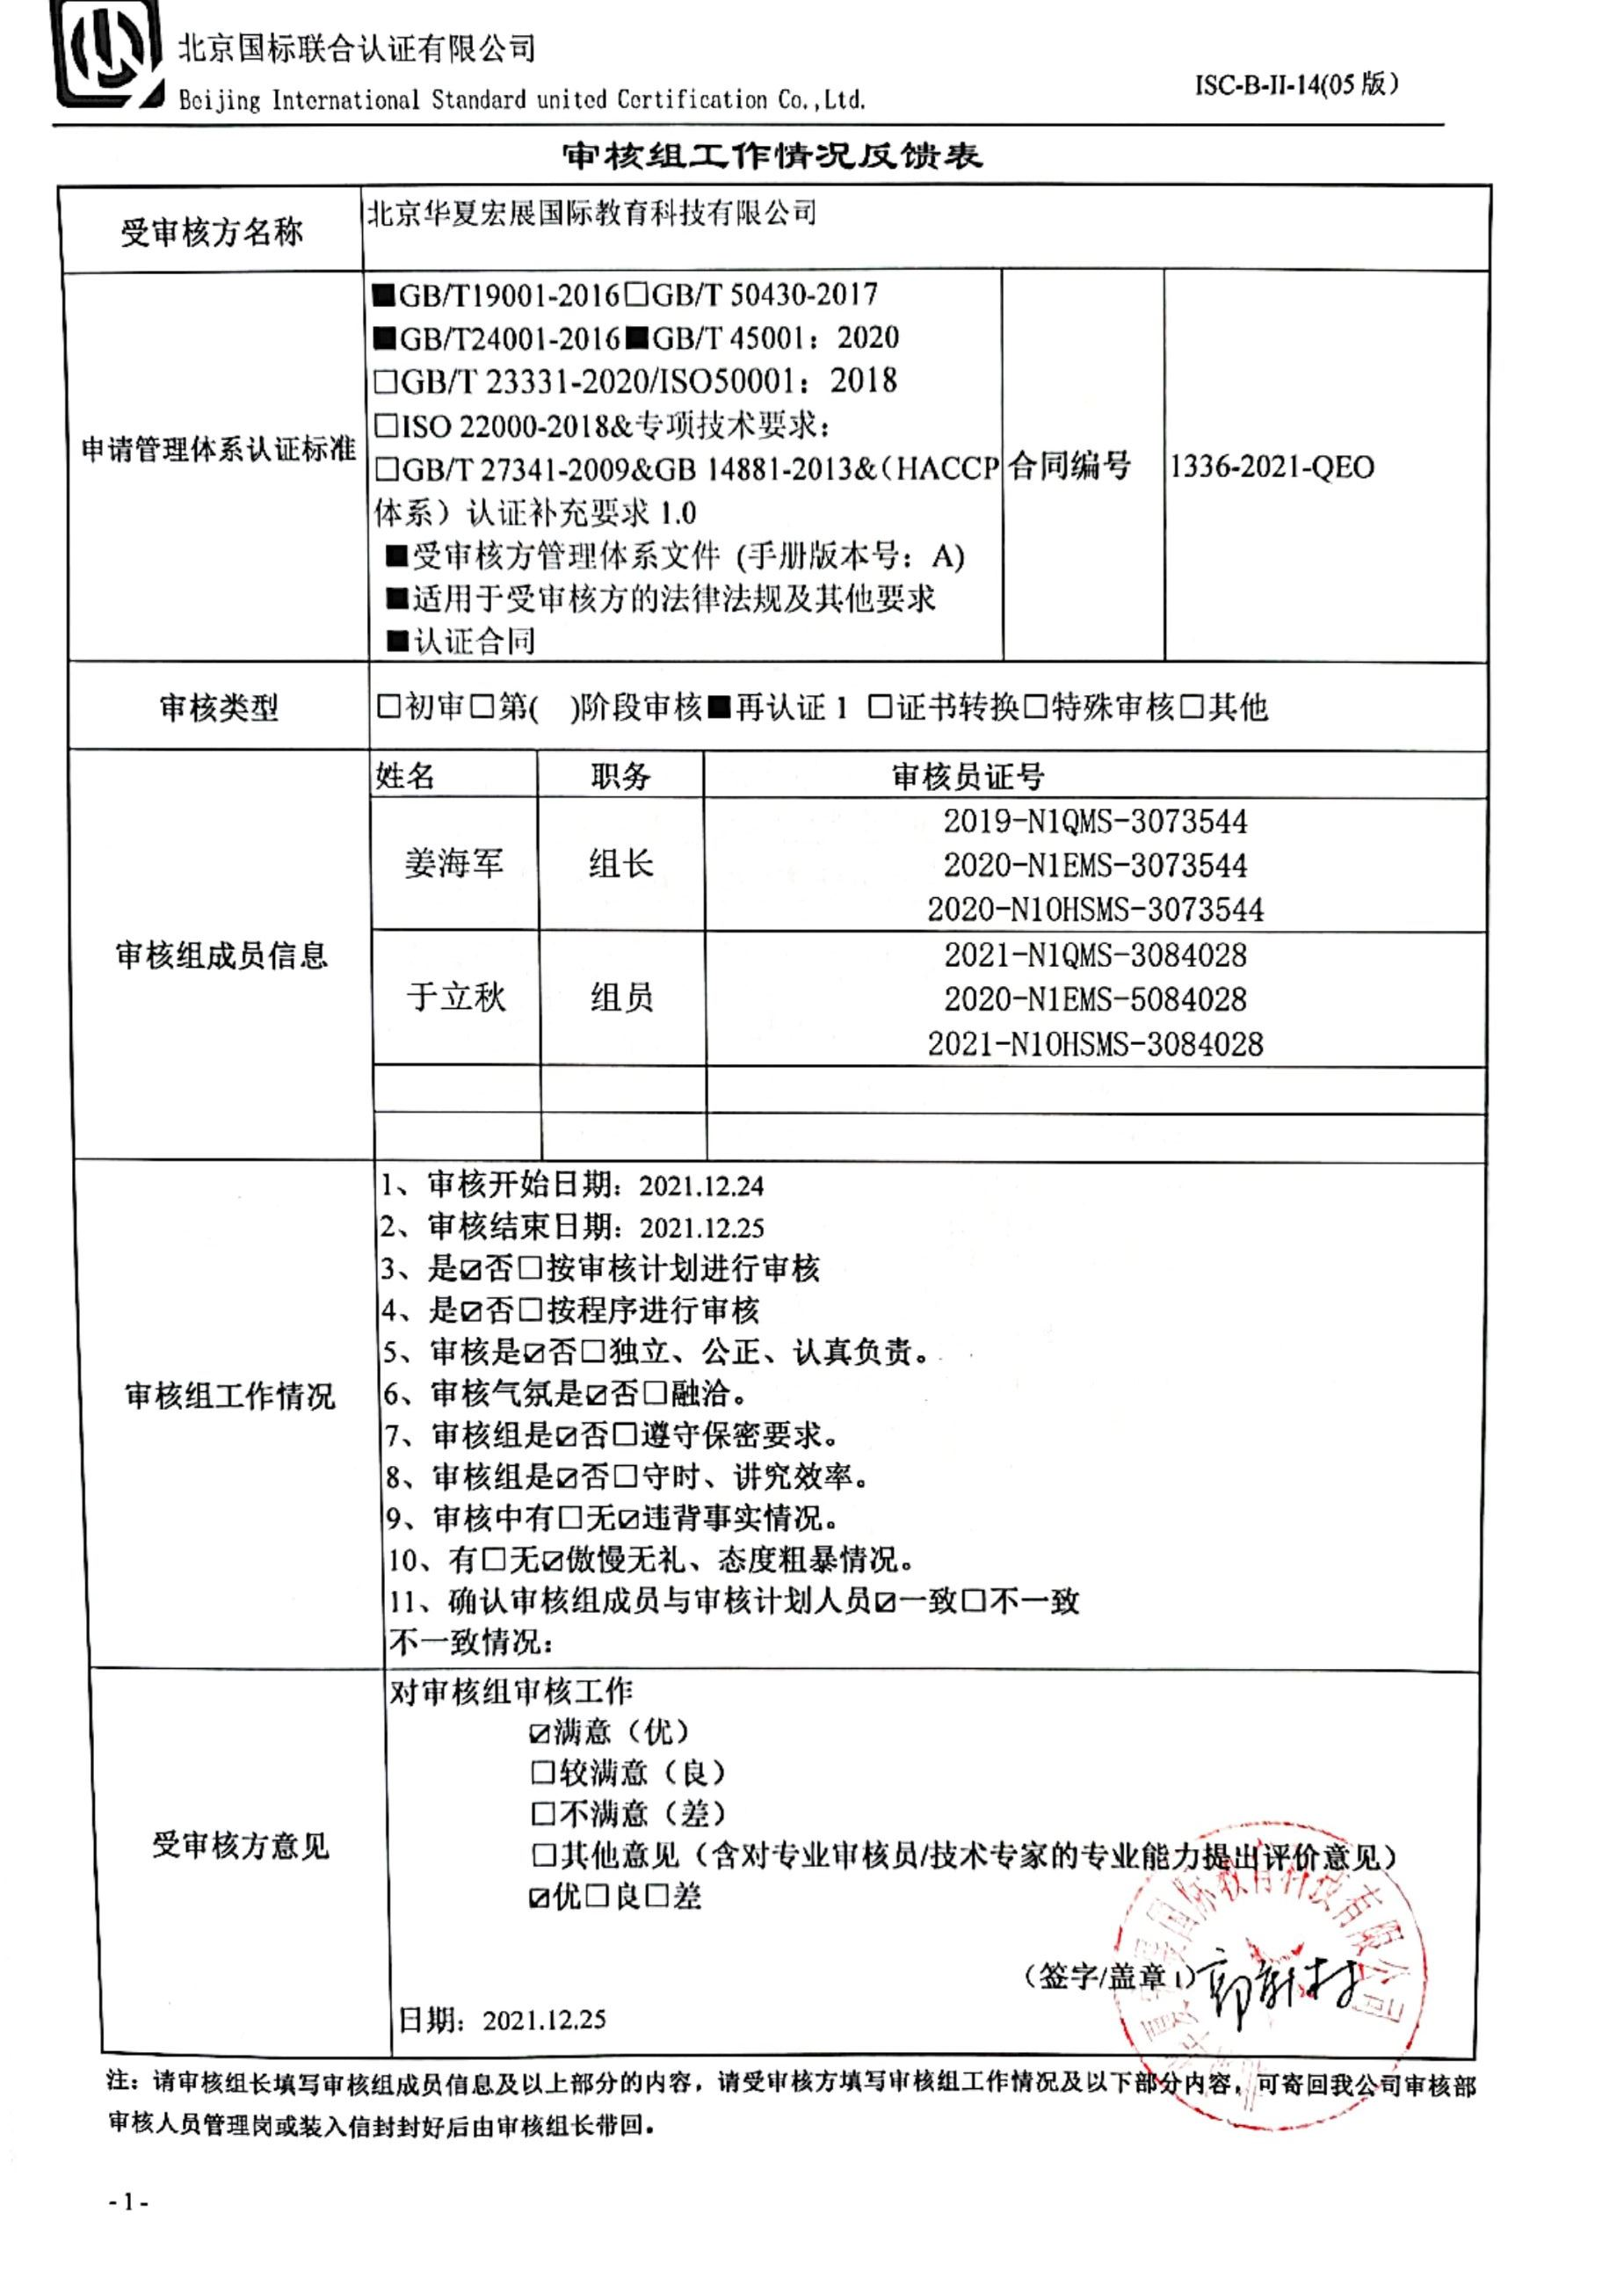 北京国标联合认证有限公司
Beijing International Standard united Certification Co.,Ltd.
ISC-B-II-14(05 版)
审核组工作情况反馈表
受审核方名称
北京华夏宏展国际教育科技有限公司
申请管理体系认证标准
■GB/T19001-2016□GB/T 50430-2017
■GB/T24001-2016■GB/T 45001：2020
□GB/T 23331-2020/ISO50001：2018
□ISO 22000-2018&专项技术要求：
□GB/T 27341-2009&GB 14881-2013&（HACCP
体系）认证补充要求 1.0
■受审核方管理体系文件 (手册版本号：A)
■适用于受审核方的法律法规及其他要求
■认证合同
合同编号
1336-2021-QEO
审核类型
□初审□第( )阶段审核■再认证 1 □证书转换□特殊审核□其他
审核组成员信息
姓名 职务 审核员证号
姜海军 组长
2019-N1QMS-3073544
2020-N1EMS-3073544
2020-N1OHSMS-3073544
于立秋 组员
2021-N1QMS-3084028
2020-N1EMS-5084028
2021-N1OHSMS-3084028
审核组工作情况
1、审核开始日期：2021.12.24
2、审核结束日期：2021.12.25
3、是☑否□按审核计划进行审核
4、是☑否□按程序进行审核
5、审核是☑否□独立、公正、认真负责。
6、审核气氛是☑否□融洽。
7、审核组是☑否□遵守保密要求。
8、审核组是☑否□守时、讲究效率。
9、审核中有□无☑违背事实情况。
10、有□无☑傲慢无礼、态度粗暴情况。
11、确认审核组成员与审核计划人员☑一致□不一致
不一致情况：
受审核方意见
对审核组审核工作
☑满意（优）
□较满意（良）
□不满意（差）
□其他意见（含对专业审核员/技术专家的专业能力提出评价意见）
☑优□良□差
（签字/盖章）
日期：2021.12.25
注：请审核组长填写审核组成员信息及以上部分的内容，请受审核方填写审核组工作情况及以下部分内容，可寄回我公司审核部
审核人员管理岗或装入信封封好后由审核组长带回。
- 1 -